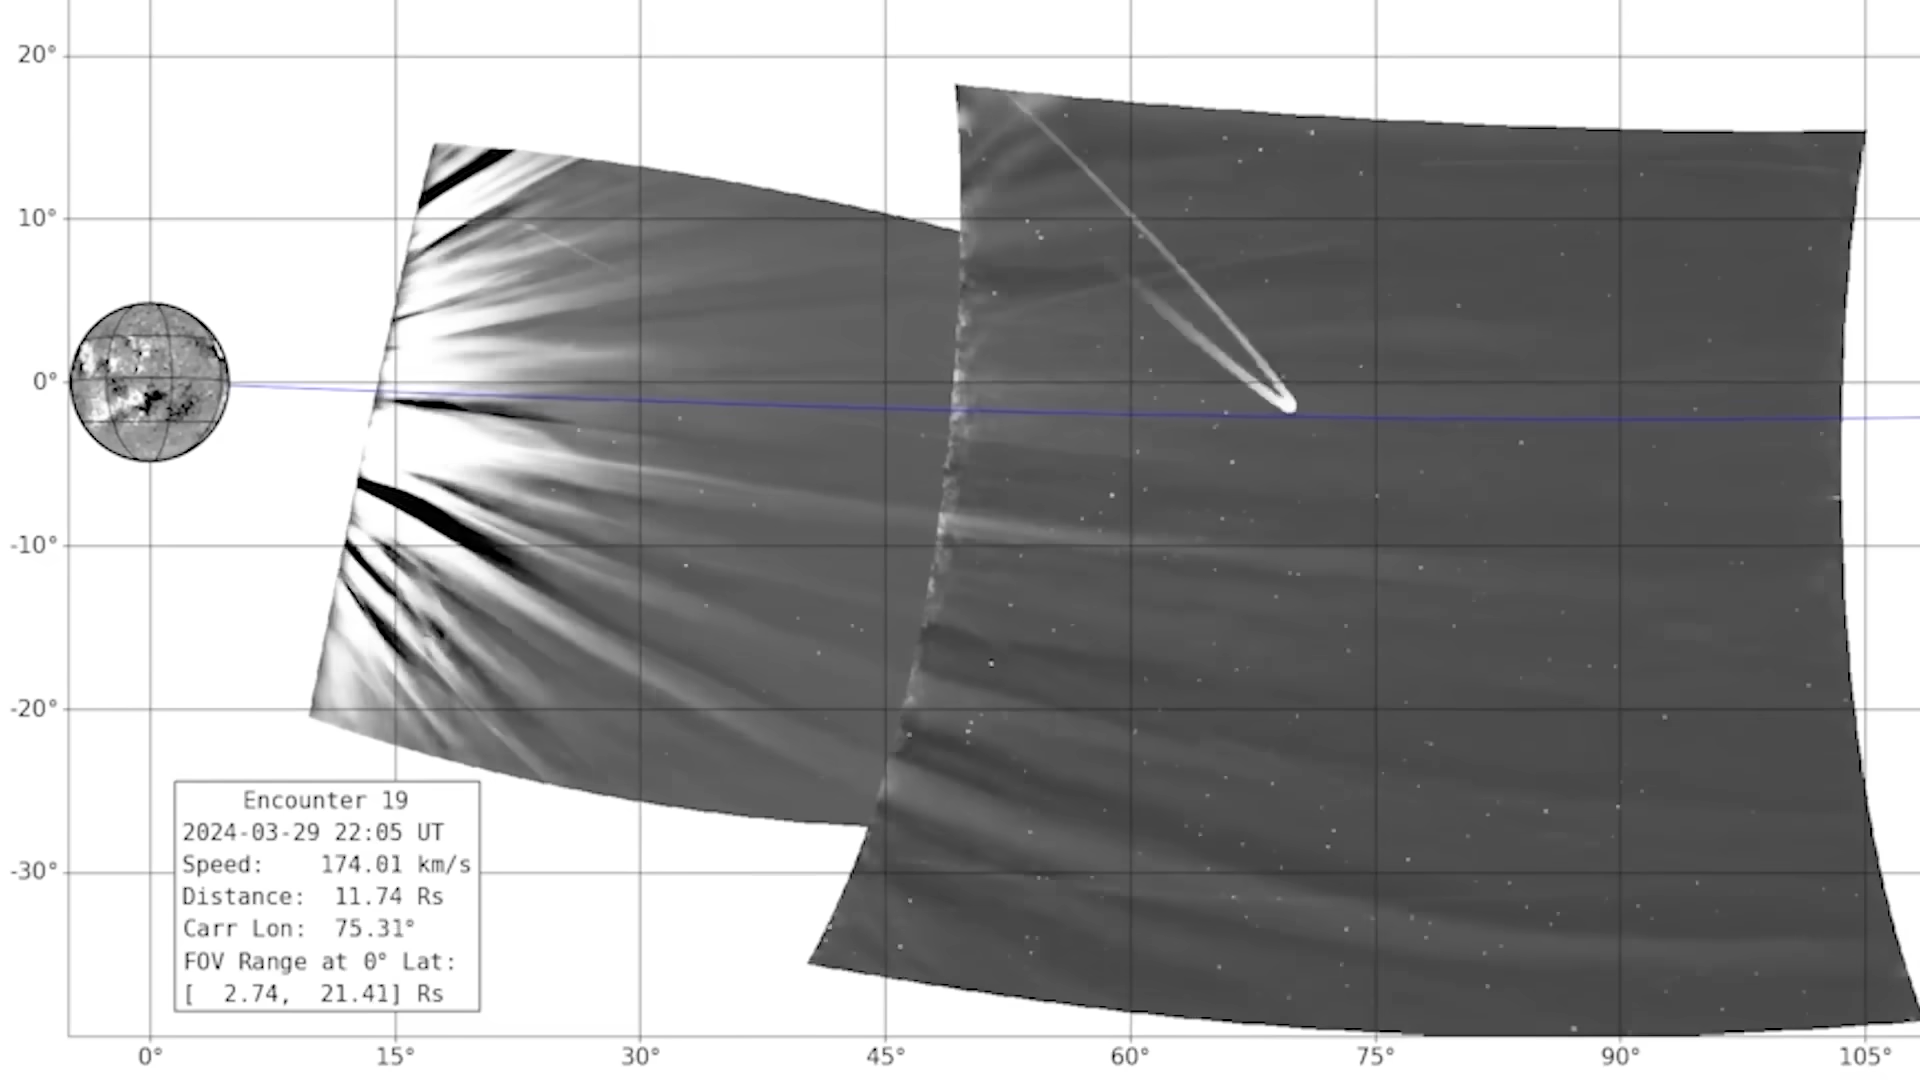 20°
10°
0°
-10°
-20°
-30°
Encounter 19
2024-03-29 22:05 UT
Speed: 174.01 km/s
Distance: 11.74 Rs
Carr Lon: 75.31°
FOV Range at 0° Lat:
[ 2.74, 21.41] Rs
0° 15° 30° 45° 60° 75° 90° 105°